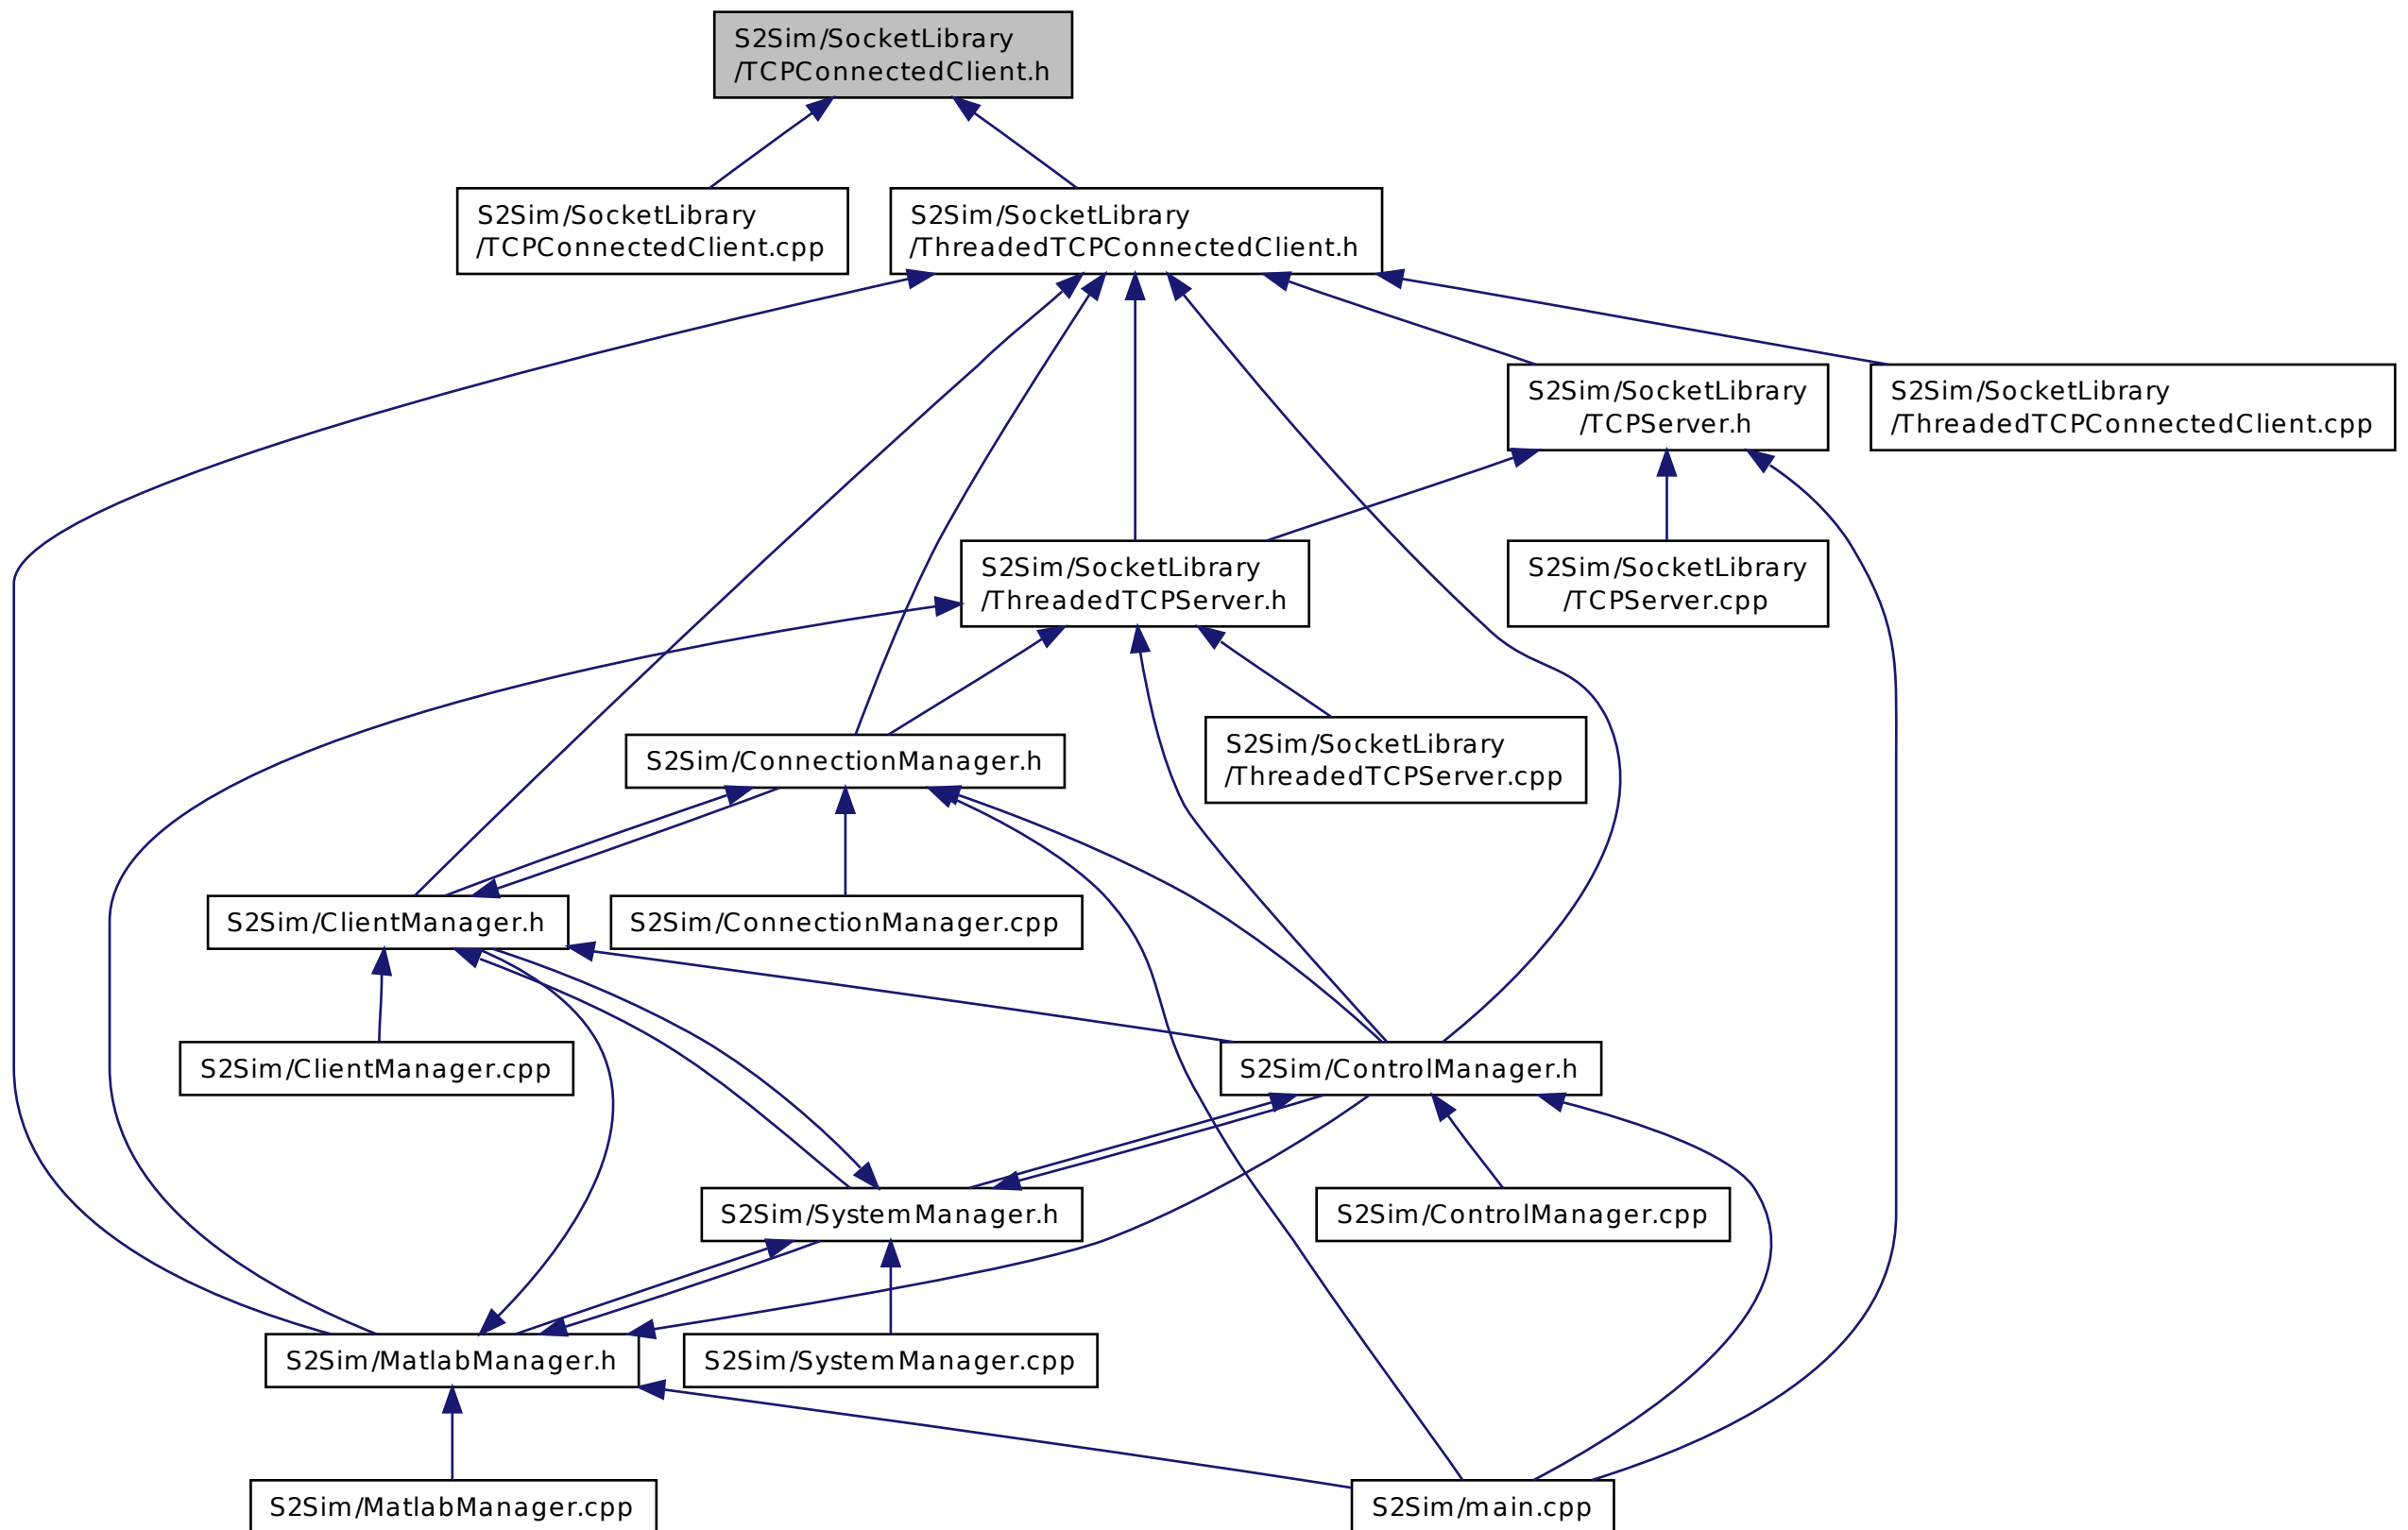 S2Sim/SocketLibrary
/TCPConnectedClient.h
S2Sim/SocketLibrary
/TCPConnectedClient.cpp
S2Sim/SocketLibrary
/ThreadedTCPConnectedClient.h
S2Sim/SocketLibrary
/TCPServer.h
S2Sim/SocketLibrary
/ThreadedTCPConnectedClient.cpp
S2Sim/SocketLibrary
/ThreadedTCPServer.h
S2Sim/SocketLibrary
/TCPServer.cpp
S2Sim/ConnectionManager.h
S2Sim/SocketLibrary
/ThreadedTCPServer.cpp
S2Sim/ClientManager.h
S2Sim/ConnectionManager.cpp
S2Sim/ClientManager.cpp
S2Sim/ControlManager.h
S2Sim/SystemManager.h
S2Sim/ControlManager.cpp
S2Sim/MatlabManager.h
S2Sim/SystemManager.cpp
S2Sim/MatlabManager.cpp
S2Sim/main.cpp